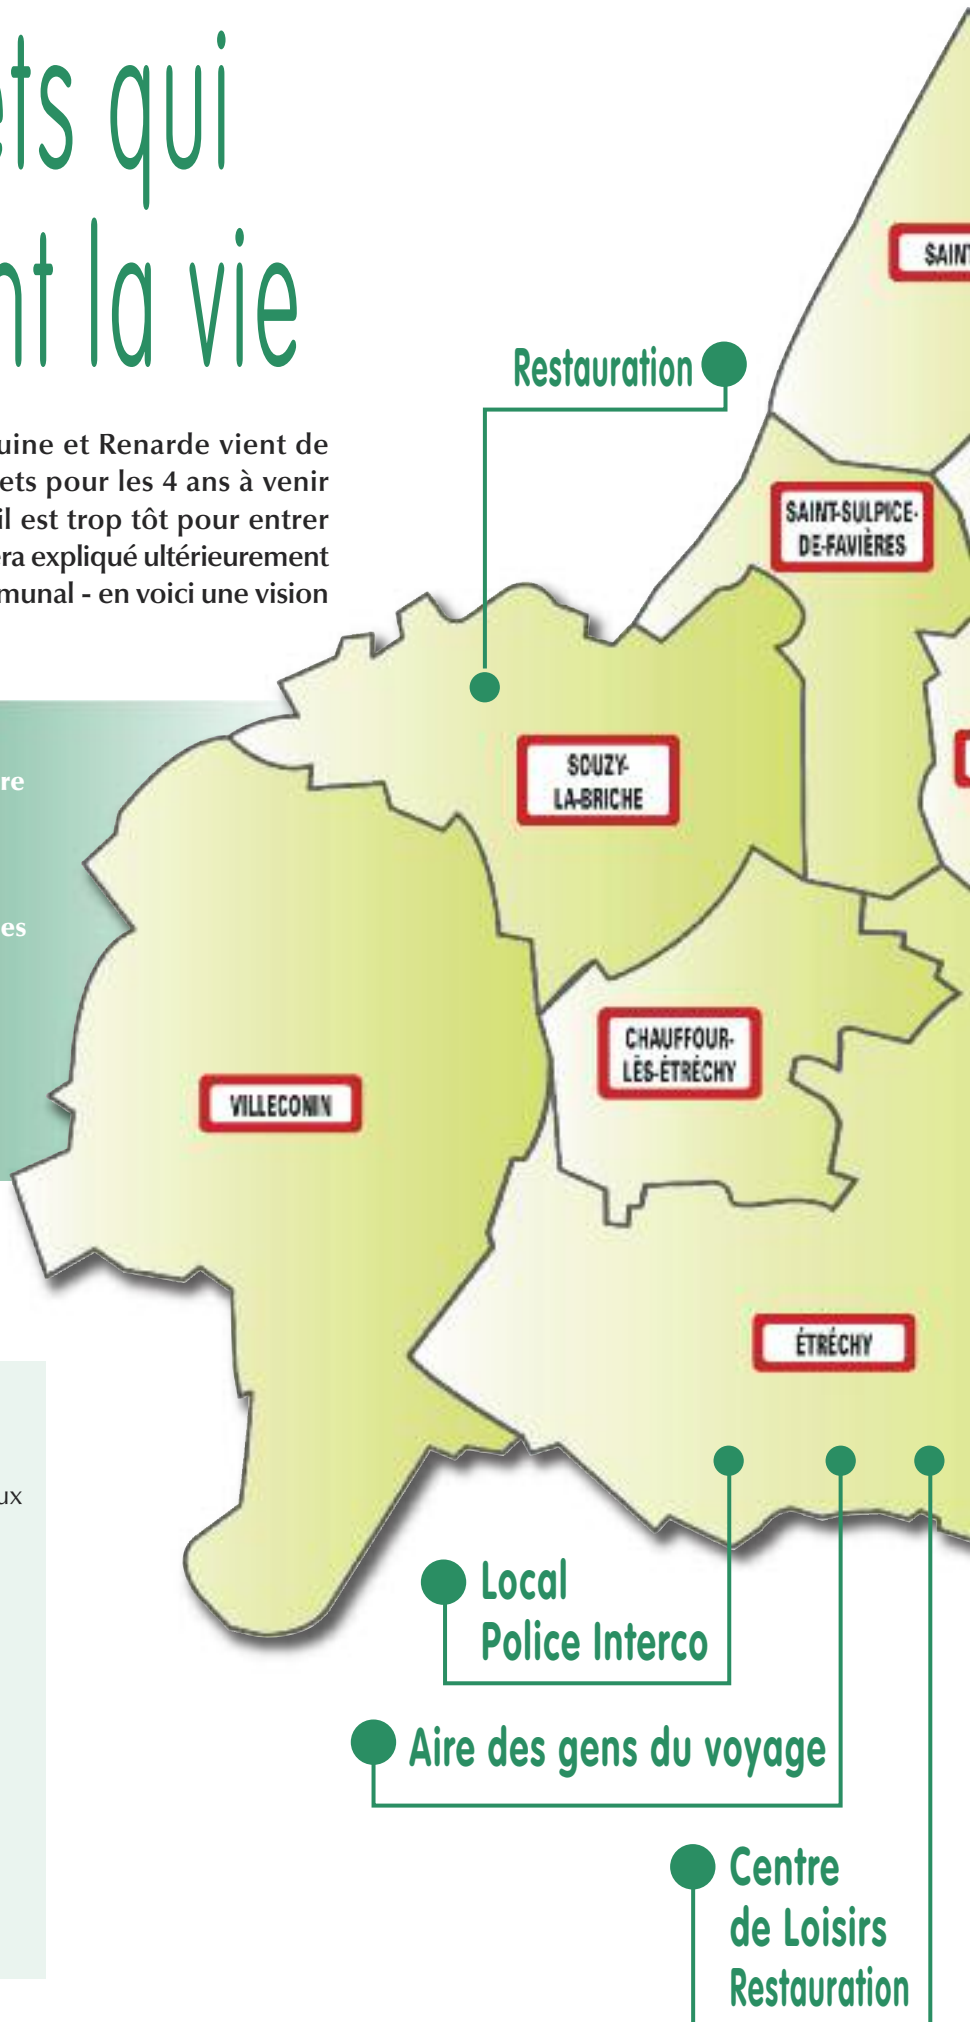 ets qui
nt la vie
uine et Renarde vient de
ets pour les 4 ans à venir
il est trop tôt pour entrer
era expliqué ultérieurement
munal - en voici une vision
re
es
ux
Restauration
SAINT
SAINT-SULPICE-
DE-FAVIÈRES
SOUZY-
LA-BRICHE
CHAUFFOUR-
LÈS-ÉTRÉCHY
VILLECONIN
ÉTRÉCHY
Local
Police Interco
Aire des gens du voyage
Centre
de Loisirs
Restauration